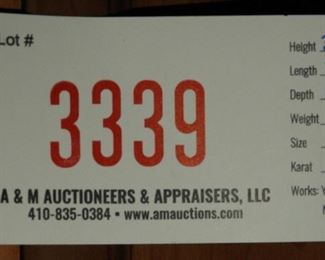 Lot #
3339
A & M AUCTIONEERS & APPRAISERS, LLC
410-835-0384 • www.amauctions.com
Height
Length
Depth
Weight
Size
Karat
Works: